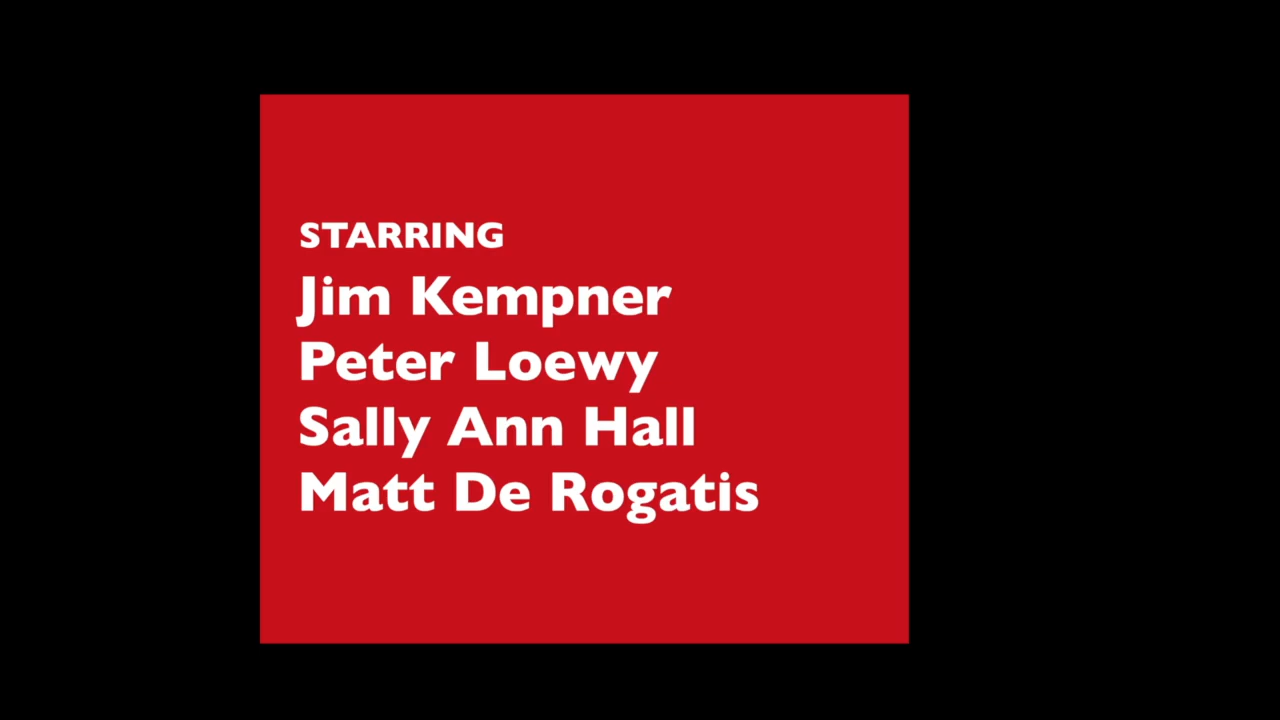 STARRING
Jim Kempner
Peter Loewy
Sally Ann Hall
Matt De Rogatis